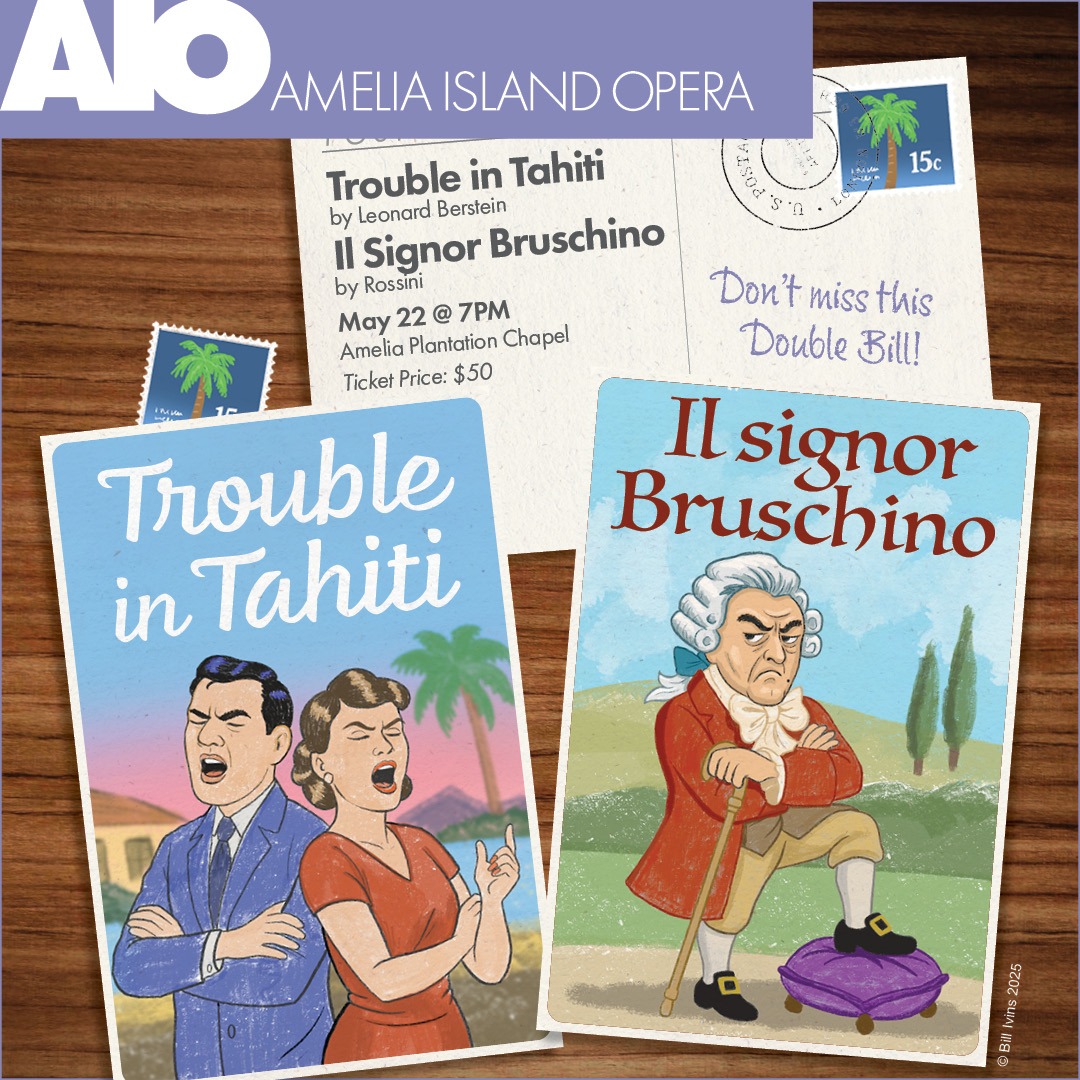 AIO AMELIA ISLAND OPERA
Trouble in Tahiti
by Leonard Berstein
Il Signor Bruschino
by Rossini
May 22 @ 7PM
Amelia Plantation Chapel
Ticket Price: $50
U.S. POSTA
15c
Don't miss this
Double Bill!
15
Trouble
in Tahiti
Il signor
Bruschino
© Bill Ivins 2025